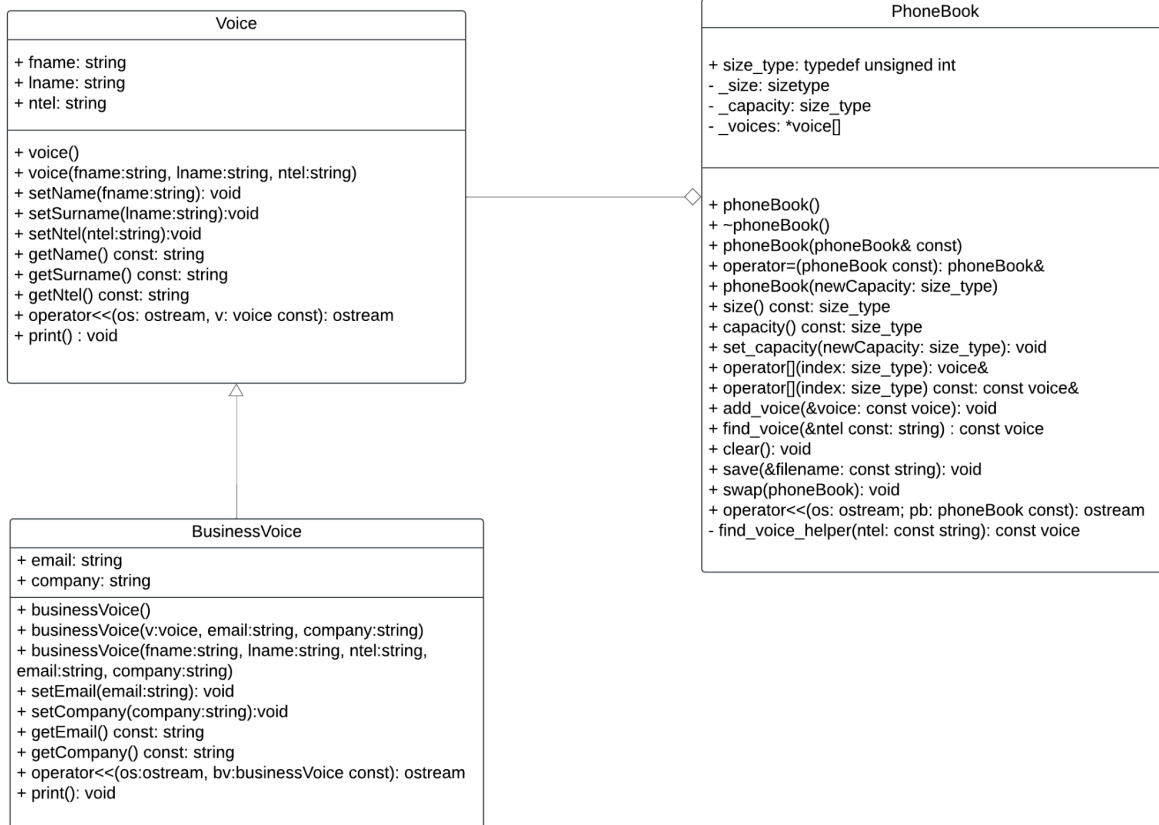 Voice
+ fname: string
+ lname: string
+ ntel: string
+ voice()
+ voice(fname:string, lname:string, ntel:string)
+ setName(fname:string): void
+ setSurname(lname:string):void
+ setNtel(ntel:string):void
+ getName() const: string
+ getSurname() const: string
+ getNtel() const: string
+ operator<<(os: ostream, v: voice const): ostream
+ print() : void
PhoneBook
+ size_type: typedef unsigned int
- _size: sizetype
- _capacity: size_type
- _voices: *voice[]
+ phoneBook()
+ ~phoneBook()
+ phoneBook(phoneBook& const)
+ operator=(phoneBook const): phoneBook&
+ phoneBook(newCapacity: size_type)
+ size() const: size_type
+ capacity() const: size_type
+ set_capacity(newCapacity: size_type): void
+ operator[](index: size_type): voice&
+ operator[](index: size_type) const: const voice&
+ add_voice(&voice: const voice): void
+ find_voice(&ntel const: string) : const voice
+ clear(): void
+ save(&filename: const string): void
+ swap(phoneBook): void
+ operator<<(os: ostream; pb: phoneBook const): ostream
- find_voice_helper(ntel: const string): const voice
BusinessVoice
+ email: string
+ company: string
+ businessVoice()
+ businessVoice(v:voice, email:string, company:string)
+ businessVoice(fname:string, lname:string, ntel:string,
email:string, company:string)
+ setEmail(email:string): void
+ setCompany(company:string):void
+ getEmail() const: string
+ getCompany() const: string
+ operator<<(os:ostream, bv:businessVoice const): ostream
+ print(): void